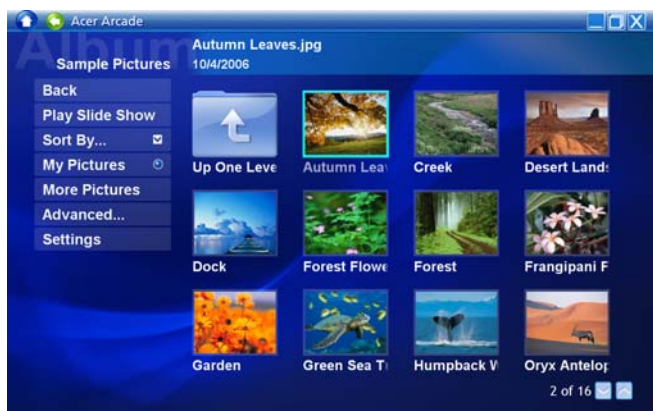 Acer Arcade
Album
Sample Pictures
Autumn Leaves.jpg
10/4/2006
Back
Play Slide Show
Sort By...
My Pictures
More Pictures
Advanced...
Settings
Up One Leve
Autumn Leav
Creek
Desert Lands
Dock
Forest Flowe
Forest
Frangipani F
Garden
Green Sea T
Humpback W
Oryx Antelop
2 of 16